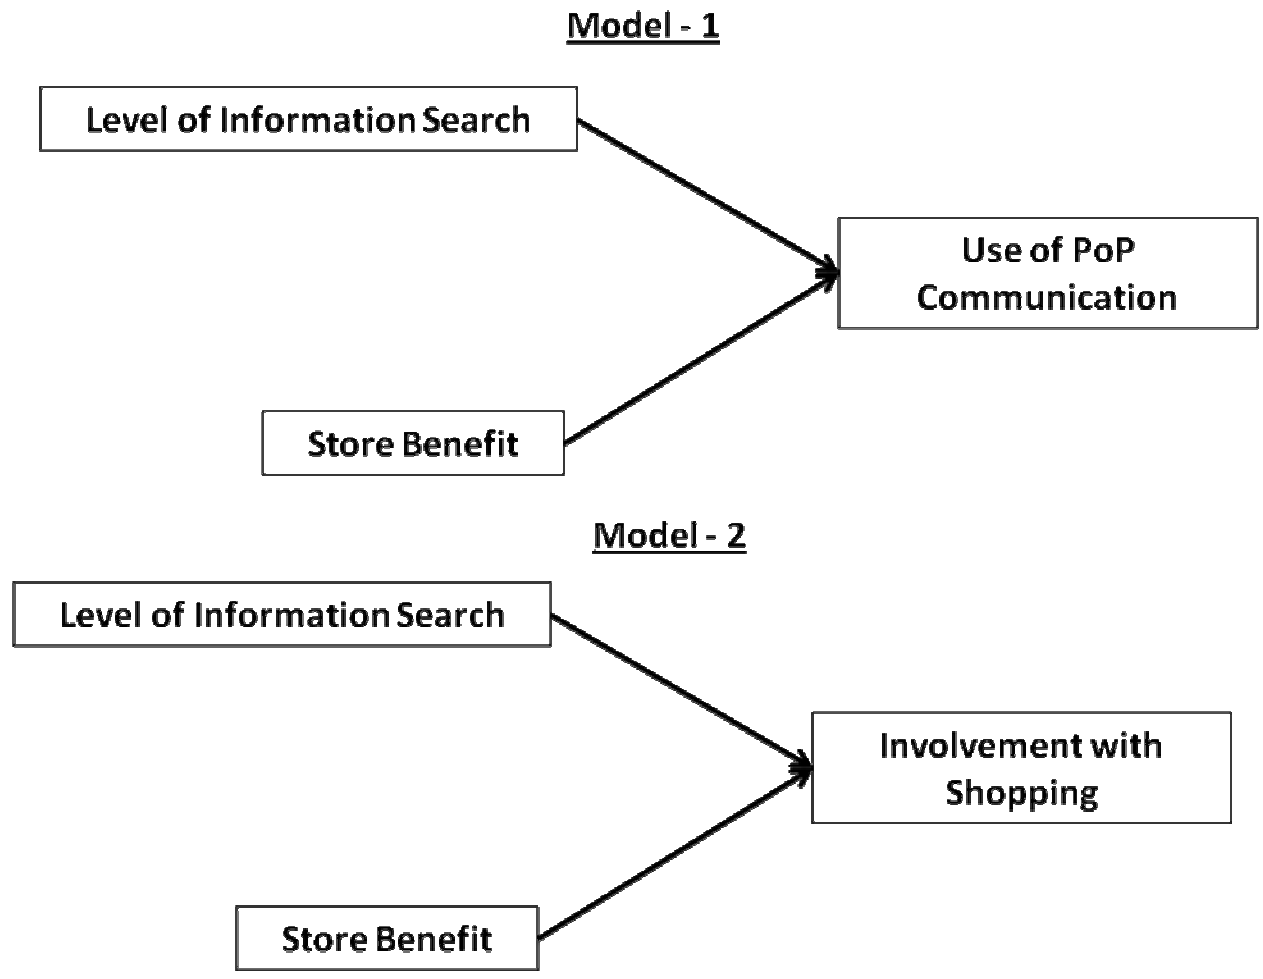 Model - 1
Level of Information Search
Use of PoP
Communication
Store Benefit
Model - 2
Level of Information Search
Involvement with
Shopping
Store Benefit